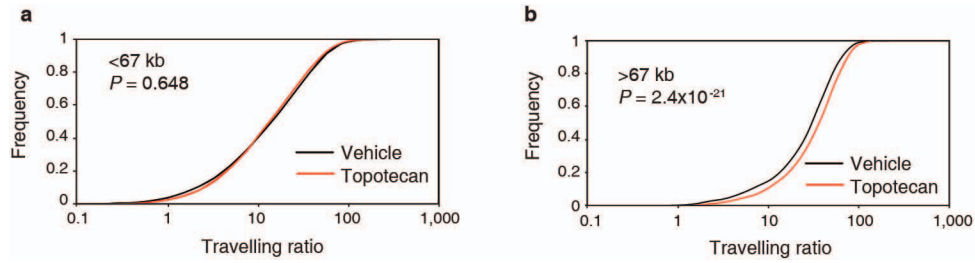 a
<67 kb
P = 0.648
Frequency
1
0.8
0.6
0.4
0.2
0
Vehicle
Topotecan
0.1
1
10
100
1,000
Travelling ratio
b
>67 kb
P = 2.4x10⁻²¹
Frequency
1
0.8
0.6
0.4
0.2
0
Vehicle
Topotecan
0.1
1
10
100
1,000
Travelling ratio